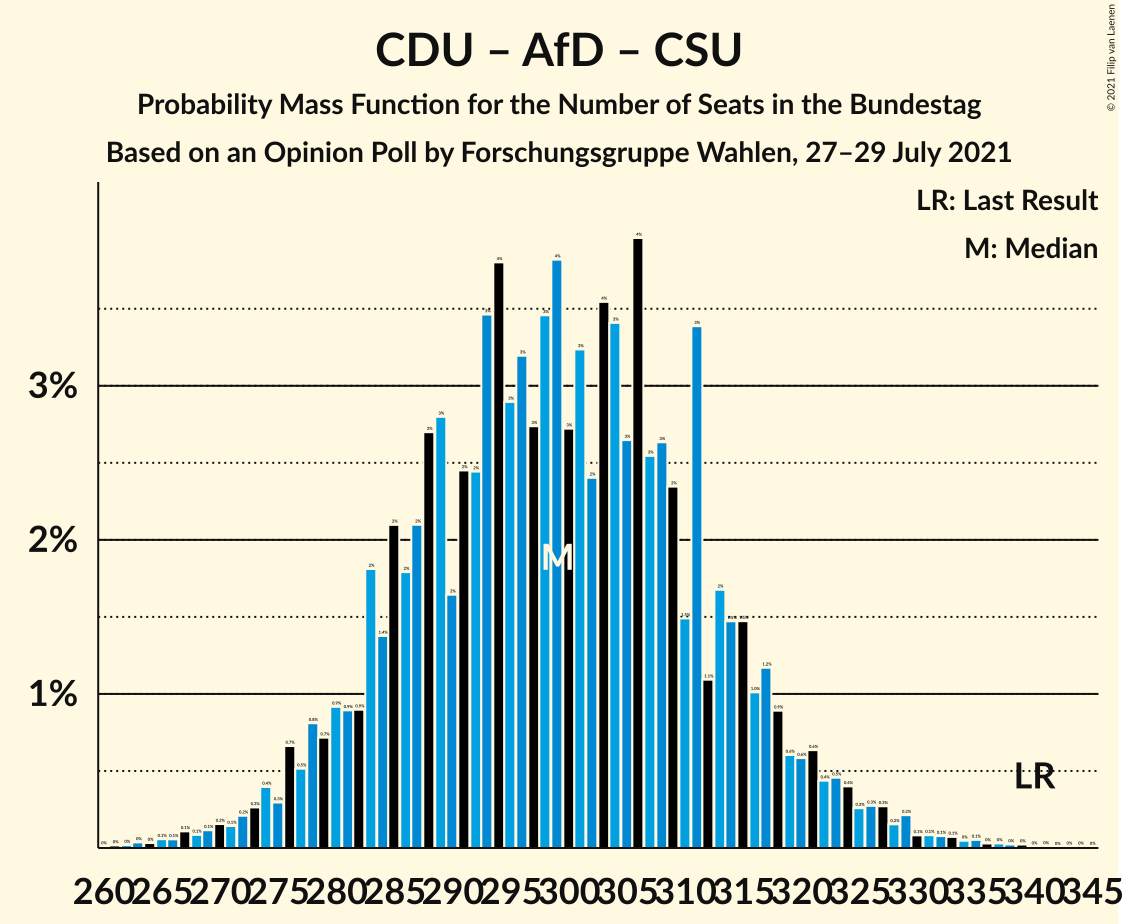 CDU – AfD – CSU
Probability Mass Function for the Number of Seats in the Bundestag
Based on an Opinion Poll by Forschungsgruppe Wahlen, 27–29 July 2021
© 2021 Filip van Laenen
LR: Last Result
M: Median
3%
2%
1%
M
LR
260 265 270 275 280 285 290 295 300 305 310 315 320 325 330 335 340 345